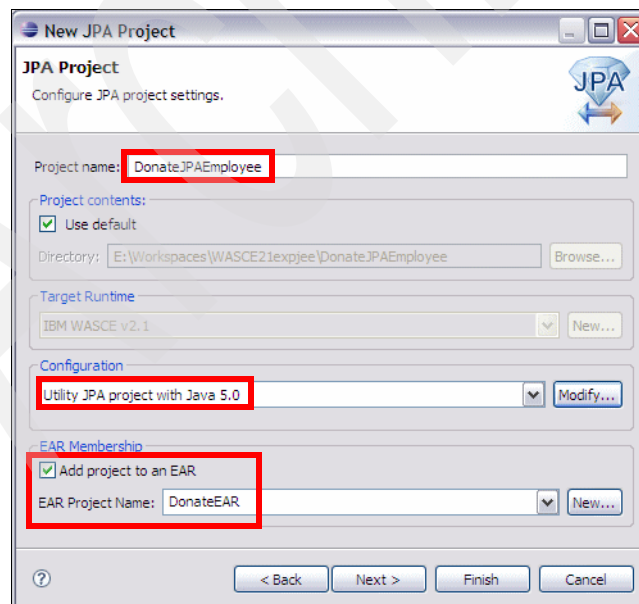 New JPA Project
JPA Project
Configure JPA project settings.
JPA
Project name: DonateJPAEmployee
Project contents:
Use default
Directory: E:\Workspaces\WASCE21expjee\DonateJPAEmployee Browse...
Target Runtime
IBM WASCE v2.1 New...
Configuration
Utility JPA project with Java 5.0 Modify...
EAR Membership
Add project to an EAR
EAR Project Name: DonateEAR New...
? < Back Next > Finish Cancel